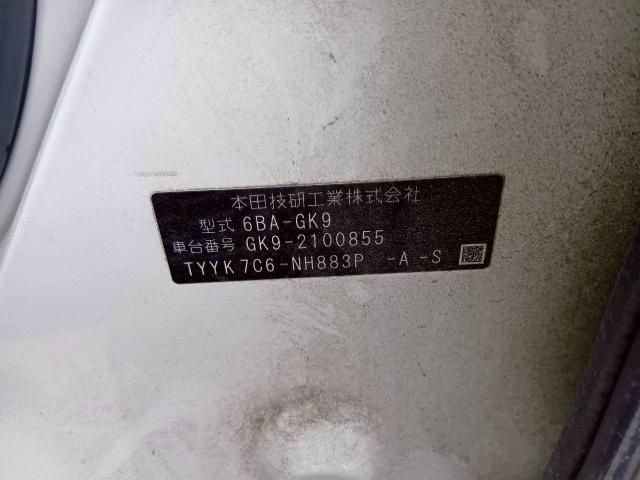 本田技研工業株式会社
型式 6BA-GK9
車台番号 GK9-2100855
TYYK7C6-NH883P -A-S